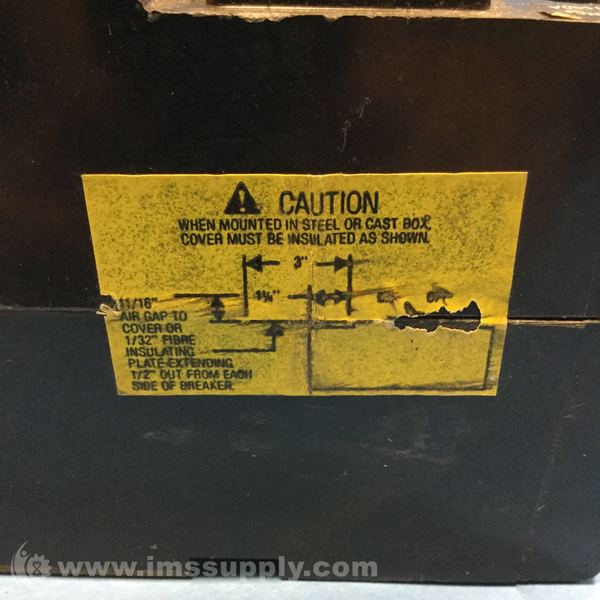 CAUTION
WHEN MOUNTED IN STEEL OR CAST BOX,
COVER MUST BE INSULATED AS SHOWN.
3"
1¼"
11/16"
AIR GAP TO
COVER OR
1/32" FIBRE
INSULATING
PLATE EXTENDING
1/2" OUT FROM EACH
SIDE OF BREAKER.
www.imssupply.com